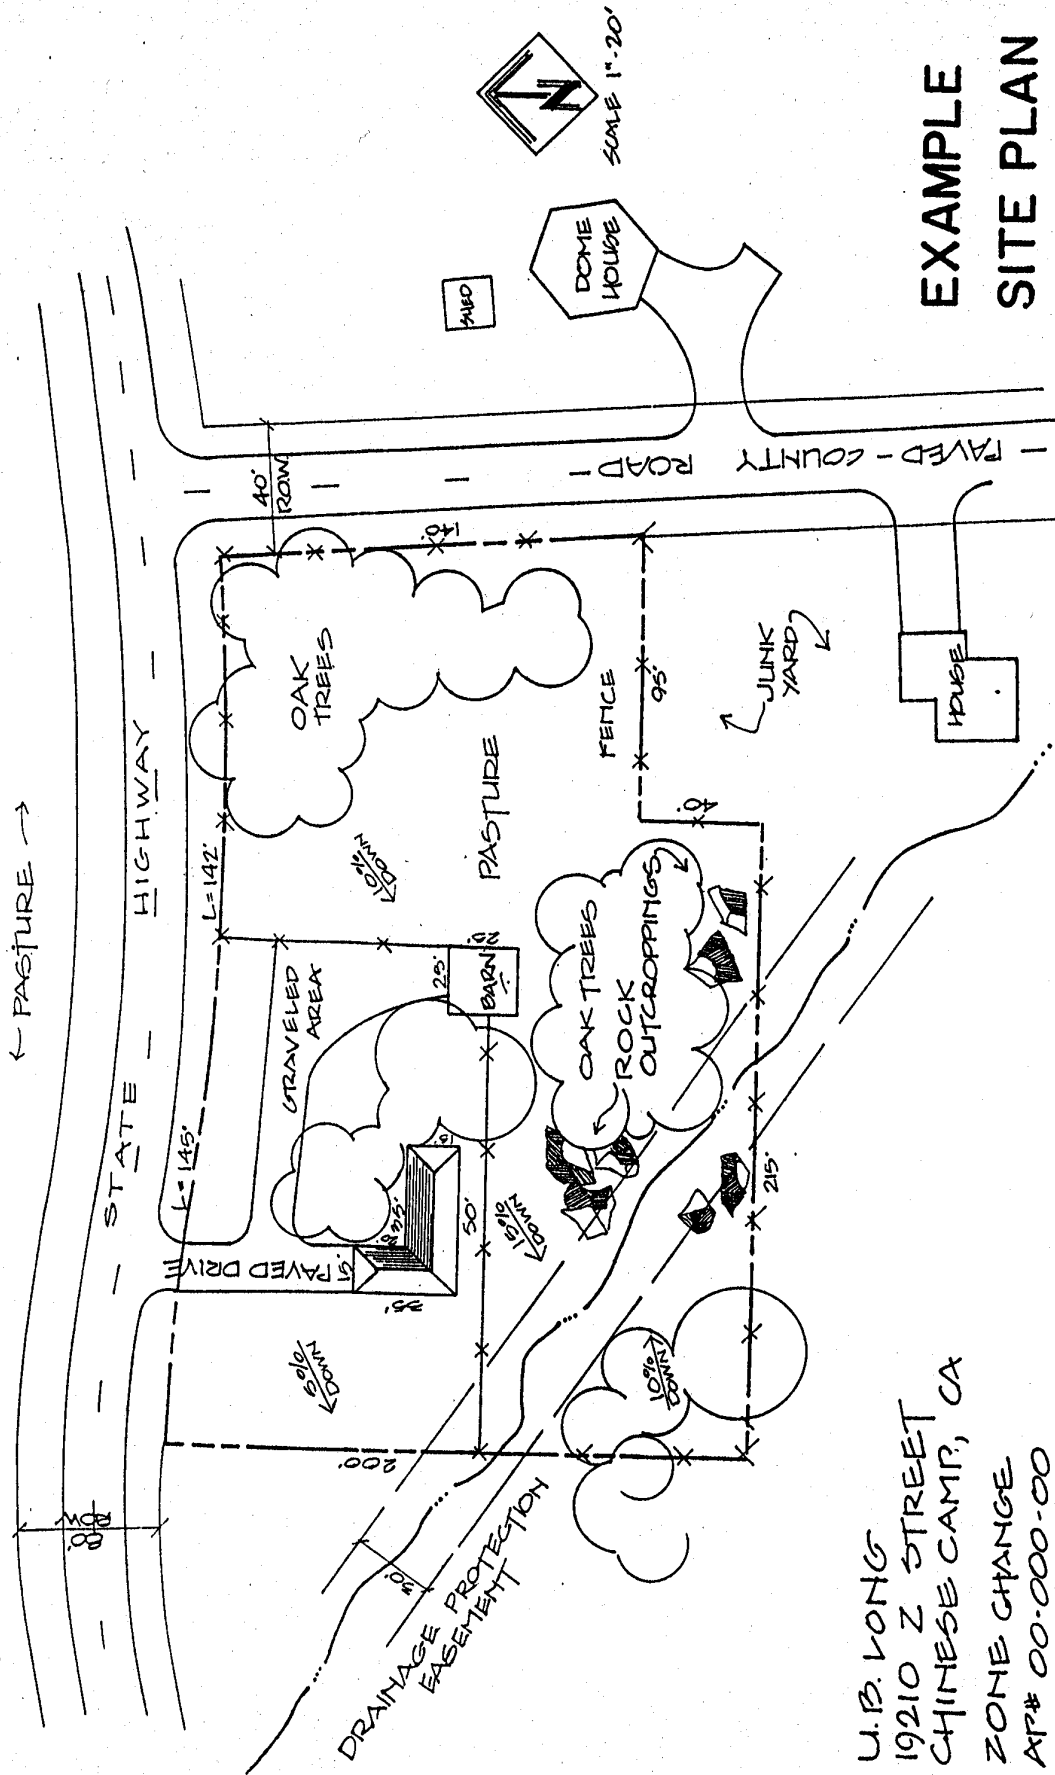 ← PASTURE →
STATE HIGHWAY
80'
ROW
L=145'
L=142'
40'
ROW
PAVED DRIVE
GRAVELED
AREA
OAK
TREES
SHED
DOME
HOUSE
N
SCALE 1"-20'
5%
DOWN
10%
DOWN
15'
35'
50'
25'
BARN
PASTURE
200'
15%
DOWN
FENCE
95'
OAK TREES
ROCK
OUTCROPPINGS
JUNK
YARD
PAVED - COUNTY ROAD -
HOUSE
10%
DOWN
215'
DRAINAGE PROTECTION
EASEMENT
U.B. LONG
19210 Z STREET
CHINESE CAMP, CA
ZONE CHANGE
AP# 00-000-00
EXAMPLE
SITE PLAN